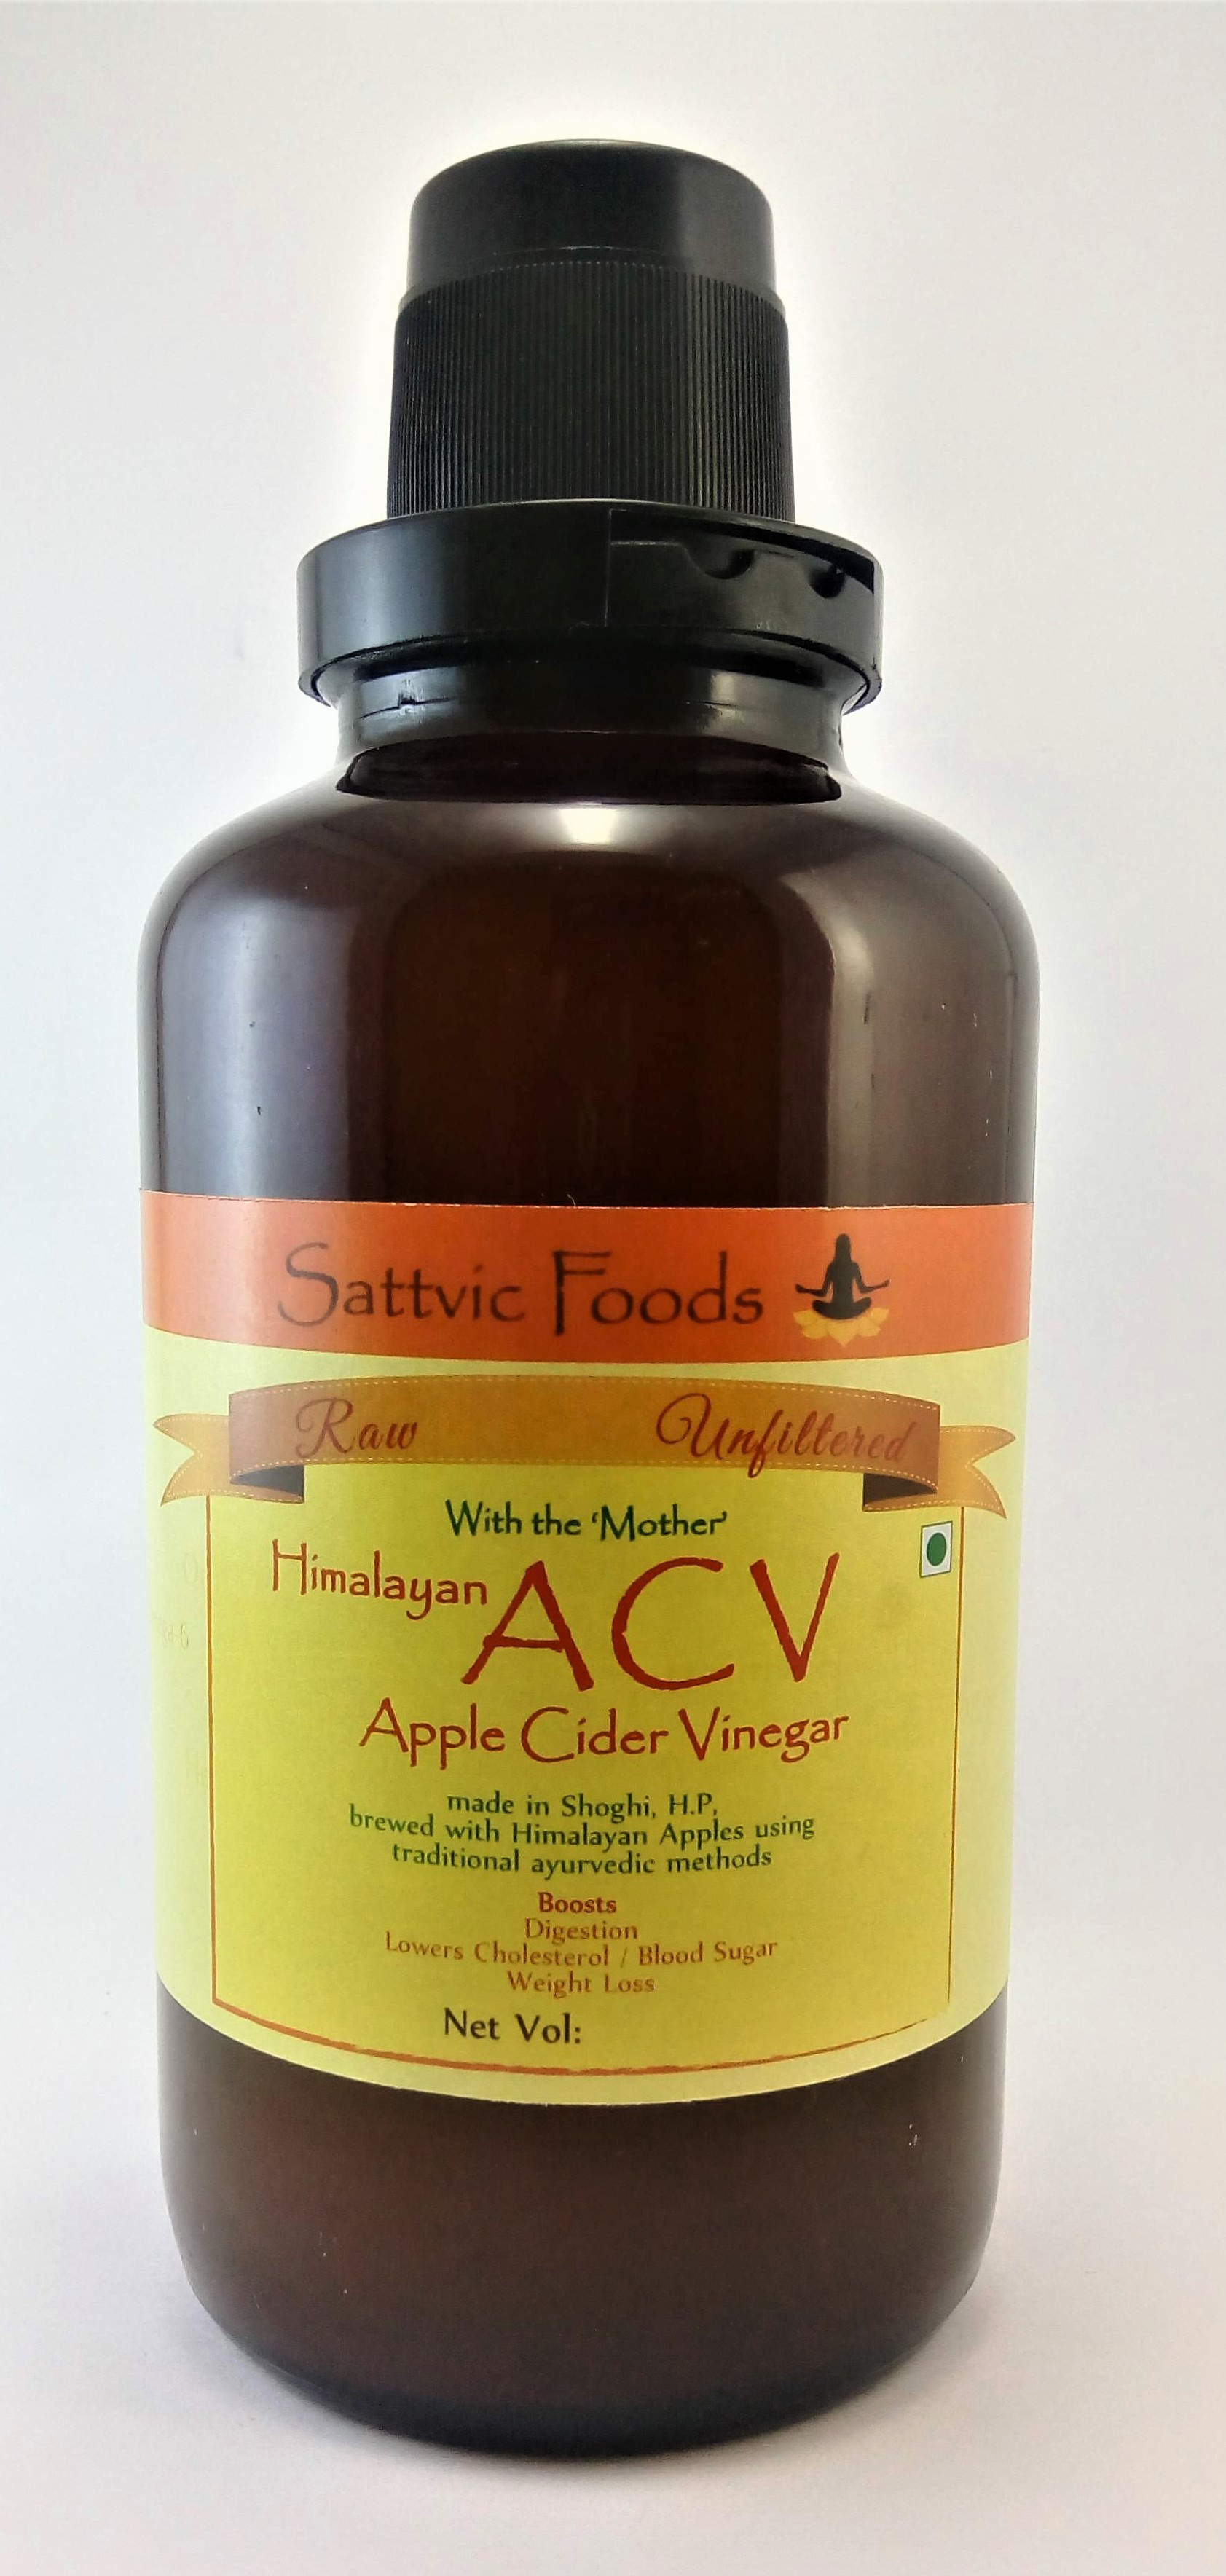 Sattvic Foods
Raw Unfiltered
With the 'Mother'
Himalayan ACV
Apple Cider Vinegar
made in Shoghi, H.P,
brewed with Himalayan Apples using
traditional ayurvedic methods
Boosts
Digestion
Lowers Cholesterol / Blood Sugar
Weight Loss
Net Vol: